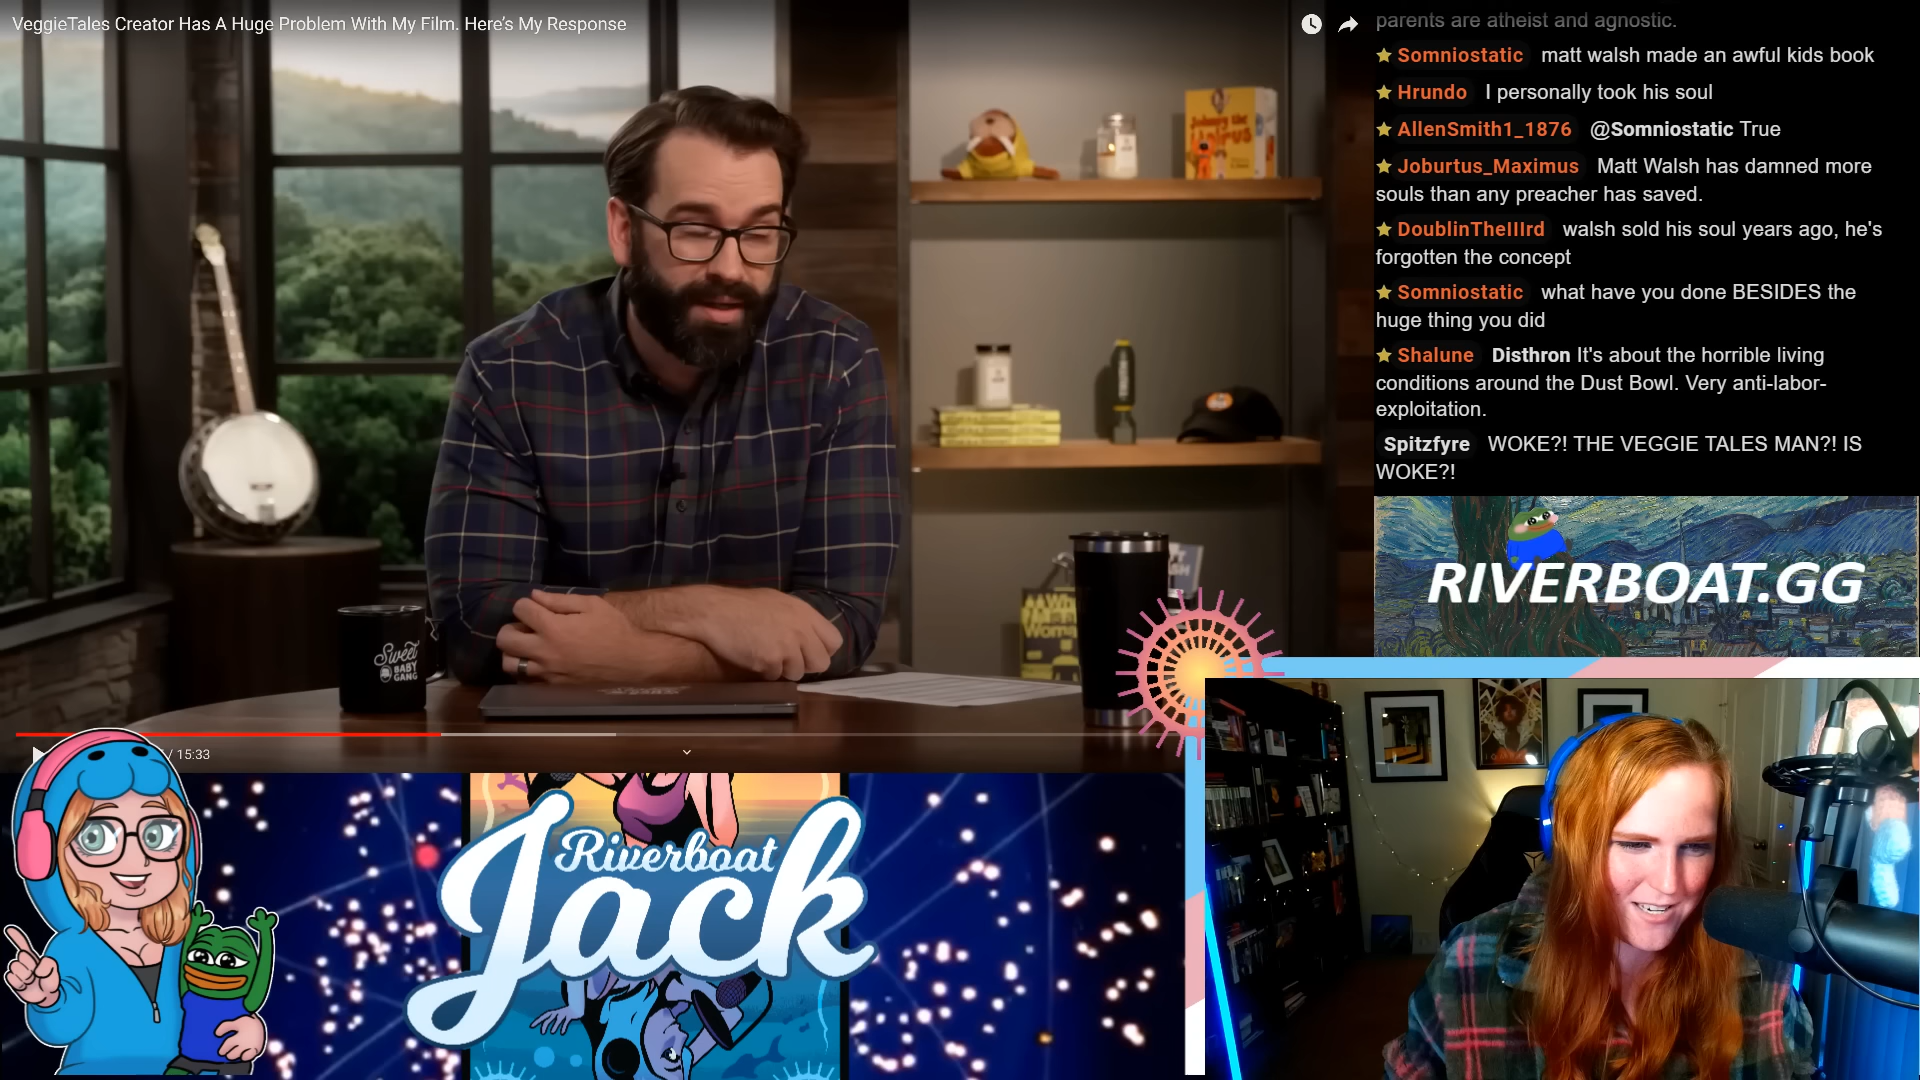 VeggieTales Creator Has A Huge Problem With My Film. Here's My Response
parents are atheist and agnostic.
Somniostatic matt walsh made an awful kids book
Hrundo I personally took his soul
AllenSmith1_1876 @Somniostatic True
Joburtus_Maximus Matt Walsh has damned more
souls than any preacher has saved.
DoublinTheIIIrd walsh sold his soul years ago, he's
forgotten the concept
Somniostatic what have you done BESIDES the
huge thing you did
Shalune Disthron It's about the horrible living
conditions around the Dust Bowl. Very anti-labor-
exploitation.
Spitzfyre WOKE?! THE VEGGIE TALES MAN?! IS
WOKE?!
RIVERBOAT.GG
Johnny the
Walrus
Sweet
BABY
GANG
/ 15:33
Riverboat
Jack